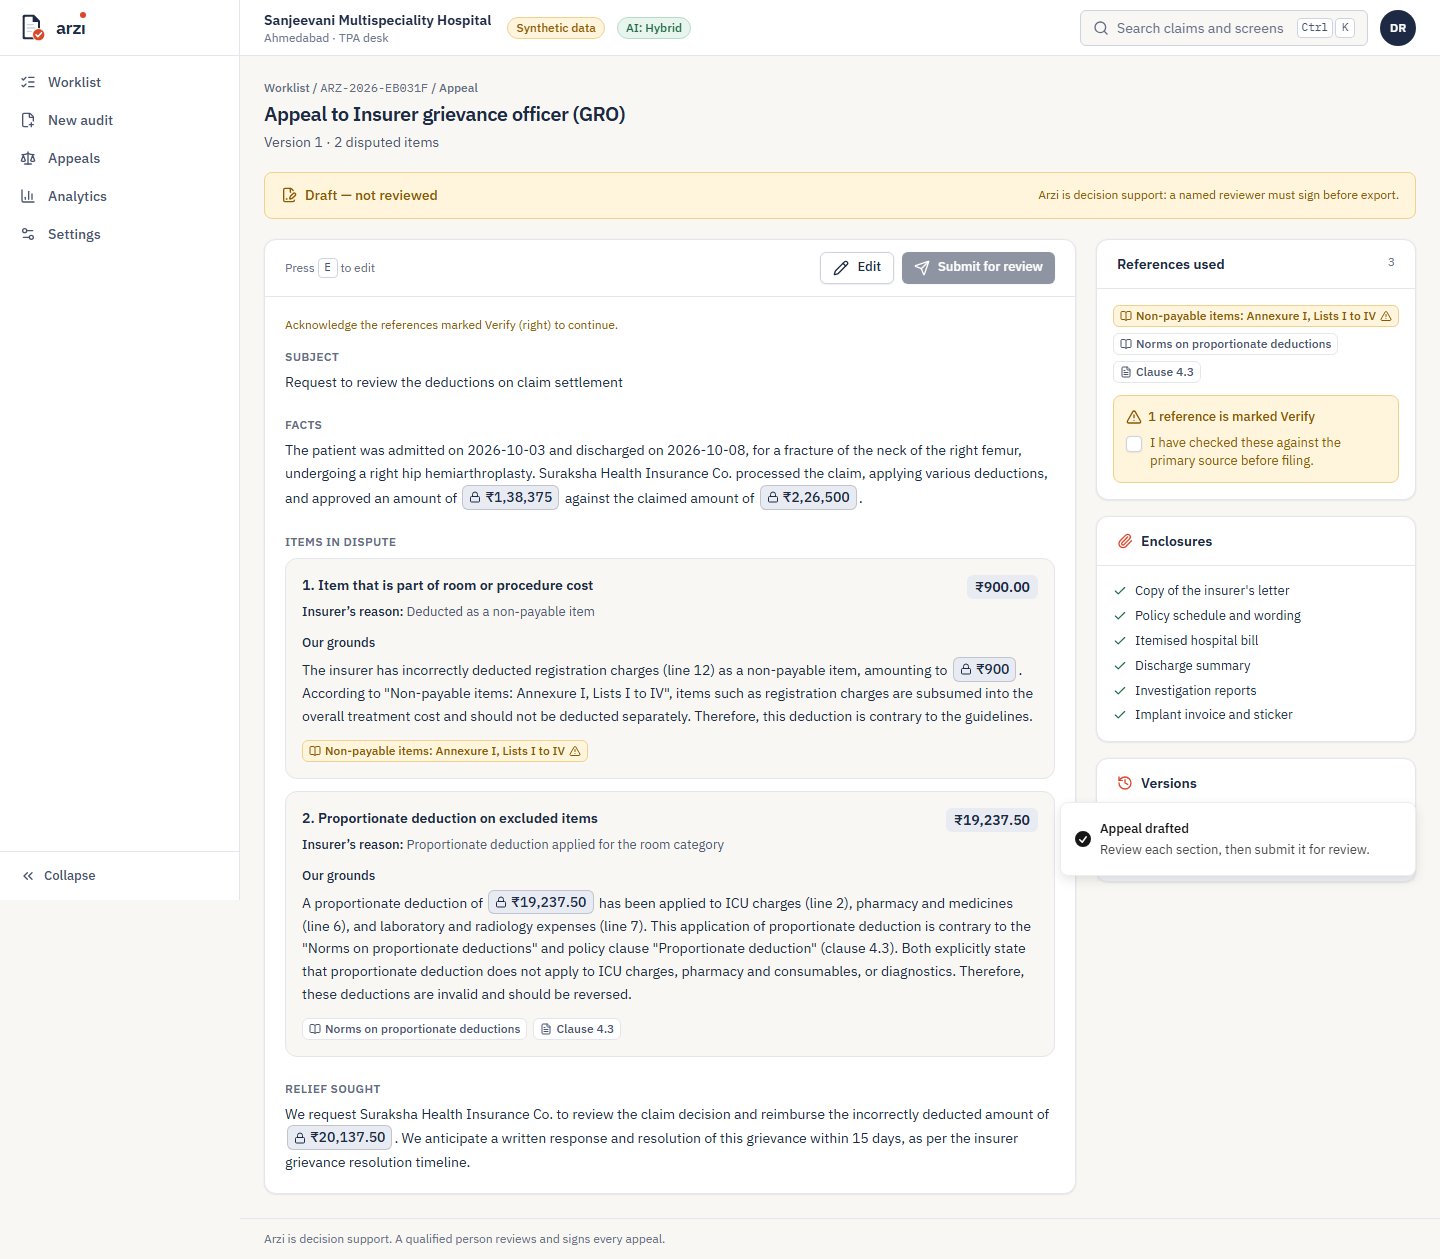 arzi
Sanjeevani Multispeciality Hospital
Ahmedabad · TPA desk
Synthetic data
AI: Hybrid
Search claims and screens
Ctrl K
DR
Worklist
New audit
Appeals
Analytics
Settings
Collapse
Worklist / ARZ-2026-EB031F / Appeal
Appeal to Insurer grievance officer (GRO)
Version 1 · 2 disputed items
Draft — not reviewed
Arzi is decision support: a named reviewer must sign before export.
Press E to edit
Edit
Submit for review
Acknowledge the references marked Verify (right) to continue.
SUBJECT
Request to review the deductions on claim settlement
FACTS
The patient was admitted on 2026-10-03 and discharged on 2026-10-08, for a fracture of the neck of the right femur,
undergoing a right hip hemiarthroplasty. Suraksha Health Insurance Co. processed the claim, applying various deductions,
and approved an amount of ₹1,38,375 against the claimed amount of ₹2,26,500.
ITEMS IN DISPUTE
1. Item that is part of room or procedure cost
₹900.00
Insurer's reason: Deducted as a non-payable item
Our grounds
The insurer has incorrectly deducted registration charges (line 12) as a non-payable item, amounting to ₹900.
According to "Non-payable items: Annexure I, Lists I to IV", items such as registration charges are subsumed into the
overall treatment cost and should not be deducted separately. Therefore, this deduction is contrary to the guidelines.
Non-payable items: Annexure I, Lists I to IV
2. Proportionate deduction on excluded items
₹19,237.50
Insurer's reason: Proportionate deduction applied for the room category
Our grounds
A proportionate deduction of ₹19,237.50 has been applied to ICU charges (line 2), pharmacy and medicines
(line 6), and laboratory and radiology expenses (line 7). This application of proportionate deduction is contrary to the
"Norms on proportionate deductions" and policy clause "Proportionate deduction" (clause 4.3). Both explicitly state
that proportionate deduction does not apply to ICU charges, pharmacy and consumables, or diagnostics. Therefore,
these deductions are invalid and should be reversed.
Norms on proportionate deductions
Clause 4.3
RELIEF SOUGHT
We request Suraksha Health Insurance Co. to review the claim decision and reimburse the incorrectly deducted amount of
₹20,137.50. We anticipate a written response and resolution of this grievance within 15 days, as per the insurer
grievance resolution timeline.
References used
3
Non-payable items: Annexure I, Lists I to IV
Norms on proportionate deductions
Clause 4.3
1 reference is marked Verify
I have checked these against the
primary source before filing.
Enclosures
Copy of the insurer's letter
Policy schedule and wording
Itemised hospital bill
Discharge summary
Investigation reports
Implant invoice and sticker
Versions
Appeal drafted
Review each section, then submit it for review.
Arzi is decision support. A qualified person reviews and signs every appeal.